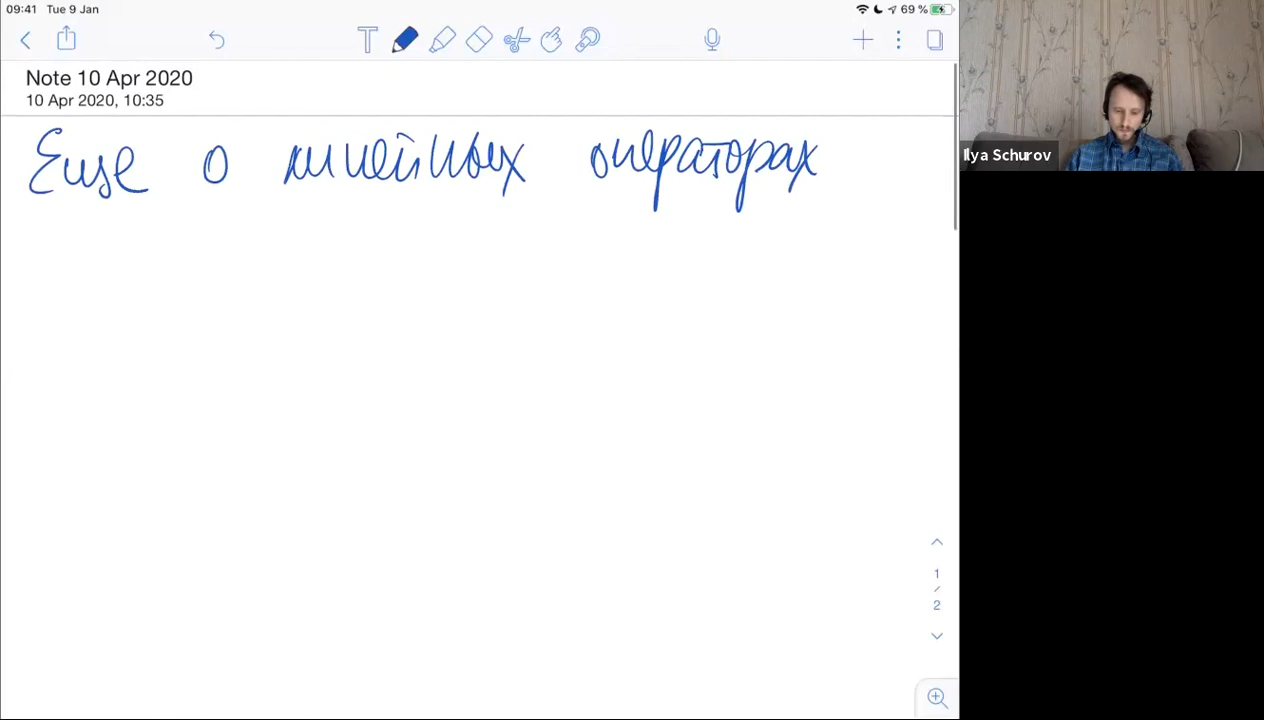 09:41 Tue 9 Jan
69 %
T
Note 10 Apr 2020
10 Apr 2020, 10:35
Еще о линейных операторах
Ilya Schurov
1
/
2